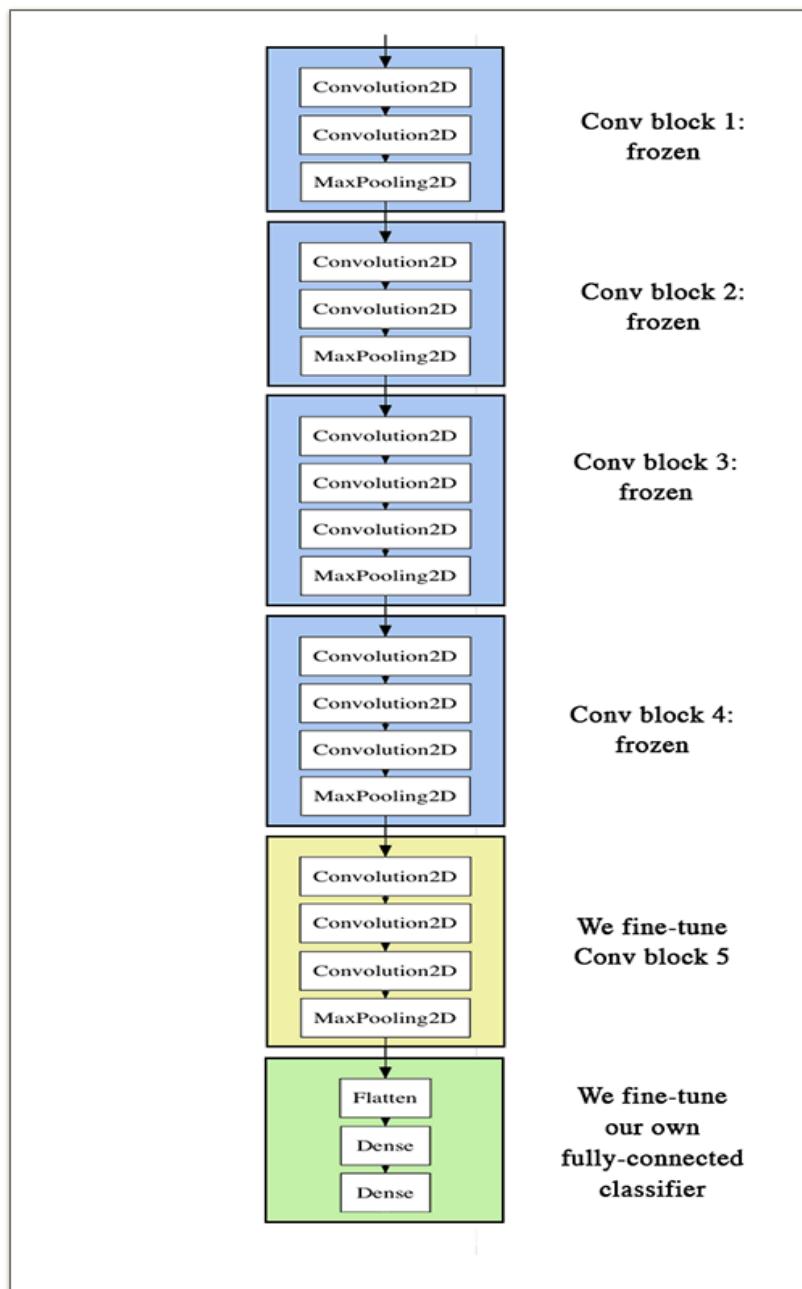 Convolution2D
Convolution2D
MaxPooling2D
Conv block 1:
frozen
Convolution2D
Convolution2D
MaxPooling2D
Conv block 2:
frozen
Convolution2D
Convolution2D
Convolution2D
MaxPooling2D
Conv block 3:
frozen
Convolution2D
Convolution2D
Convolution2D
MaxPooling2D
Conv block 4:
frozen
Convolution2D
Convolution2D
Convolution2D
MaxPooling2D
We fine-tune
Conv block 5
Flatten
Dense
Dense
We fine-tune
our own
fully-connected
classifier